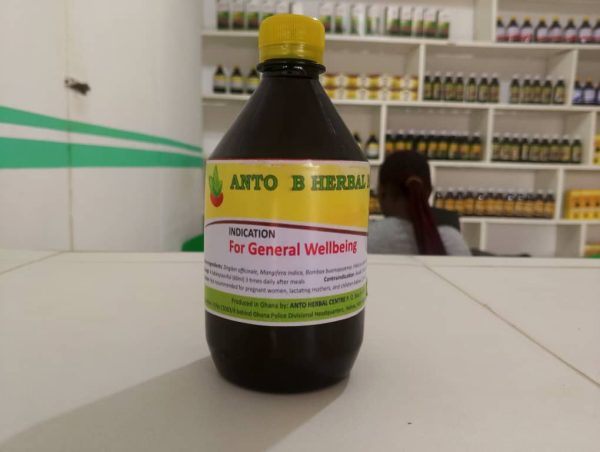 ANTO B HERBAL
INDICATION
For General Wellbeing
Zingiber officinale, Mangifera indica, Bombax buonopozense,
3 times daily after meals Contraindication:
recommended for pregnant women, lactating mothers, and children
Produced in Ghana by: ANTO HERBAL CENTRE P. O.
behind Ghana Police Divisional Headquarters,